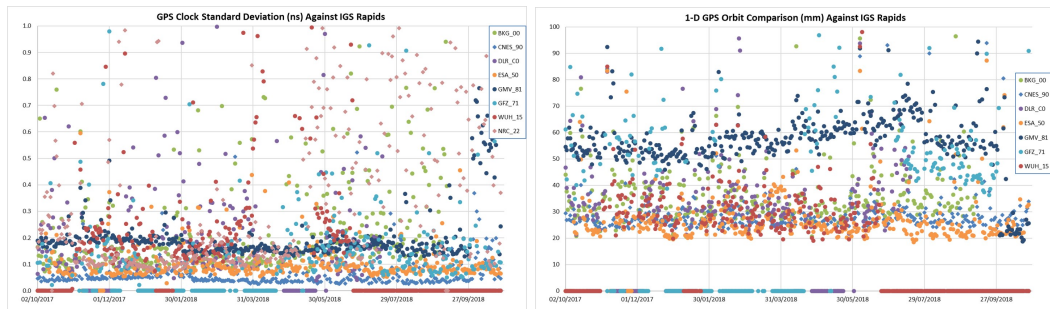 GPS Clock Standard Deviation (ns) Against IGS Rapids
1.0
0.9
0.8
0.7
0.6
0.5
0.4
0.3
0.2
0.1
0.0
02/10/2017
01/12/2017
30/01/2018
31/03/2018
30/05/2018
29/07/2018
27/09/2018
BKG_00
CNES_90
DLR_C0
ESA_50
GMV_81
GFZ_71
WUH_15
NRC_22
1-D GPS Orbit Comparison (mm) Against IGS Rapids
100
90
80
70
60
50
40
30
20
10
0
02/10/2017
01/12/2017
30/01/2018
31/03/2018
30/05/2018
29/07/2018
27/09/2018
BKG_00
CNES_90
DLR_C0
ESA_50
GMV_81
GFZ_71
WUH_15